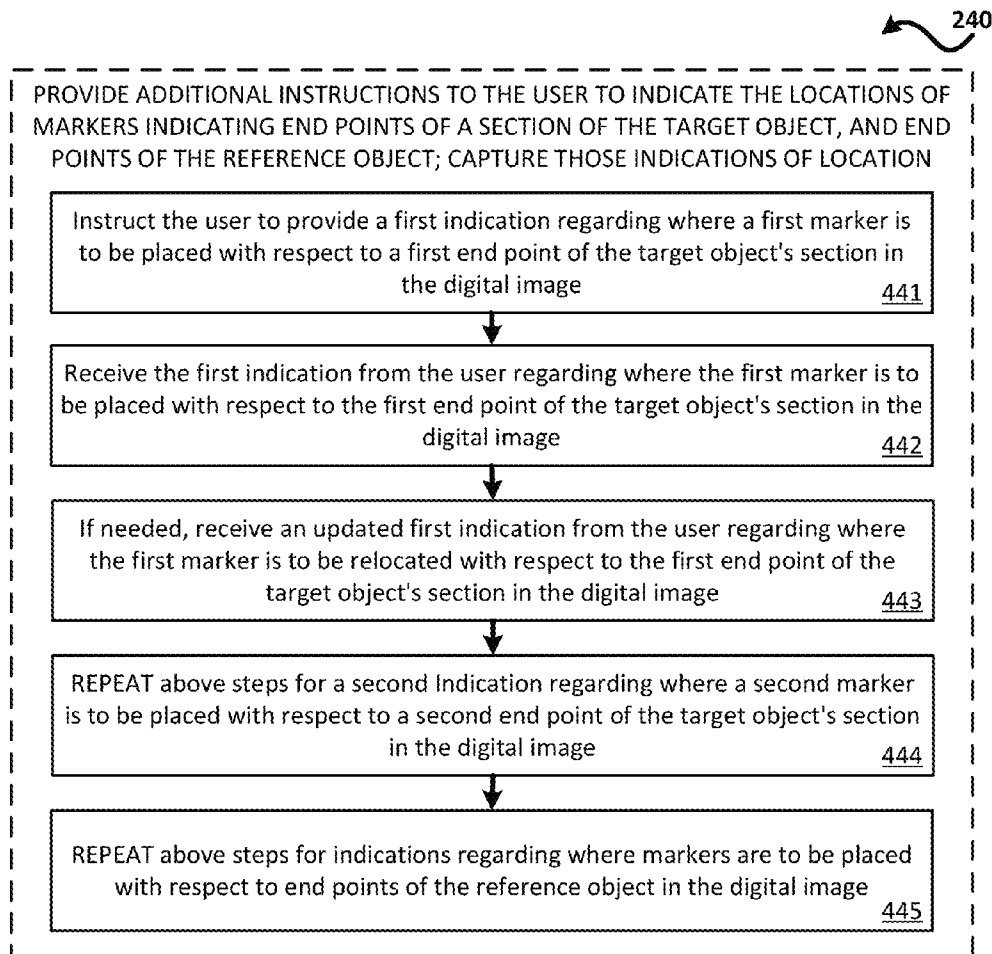 240
PROVIDE ADDITIONAL INSTRUCTIONS TO THE USER TO INDICATE THE LOCATIONS OF
MARKERS INDICATING END POINTS OF A SECTION OF THE TARGET OBJECT, AND END
POINTS OF THE REFERENCE OBJECT; CAPTURE THOSE INDICATIONS OF LOCATION
Instruct the user to provide a first indication regarding where a first marker is
to be placed with respect to a first end point of the target object's section in
the digital image
441
Receive the first indication from the user regarding where the first marker is to
be placed with respect to the first end point of the target object's section in the
digital image
442
If needed, receive an updated first indication from the user regarding where
the first marker is to be relocated with respect to the first end point of the
target object's section in the digital image
443
REPEAT above steps for a second Indication regarding where a second marker
is to be placed with respect to a second end point of the target object's section
in the digital image
444
REPEAT above steps for indications regarding where markers are to be placed
with respect to end points of the reference object in the digital image
445